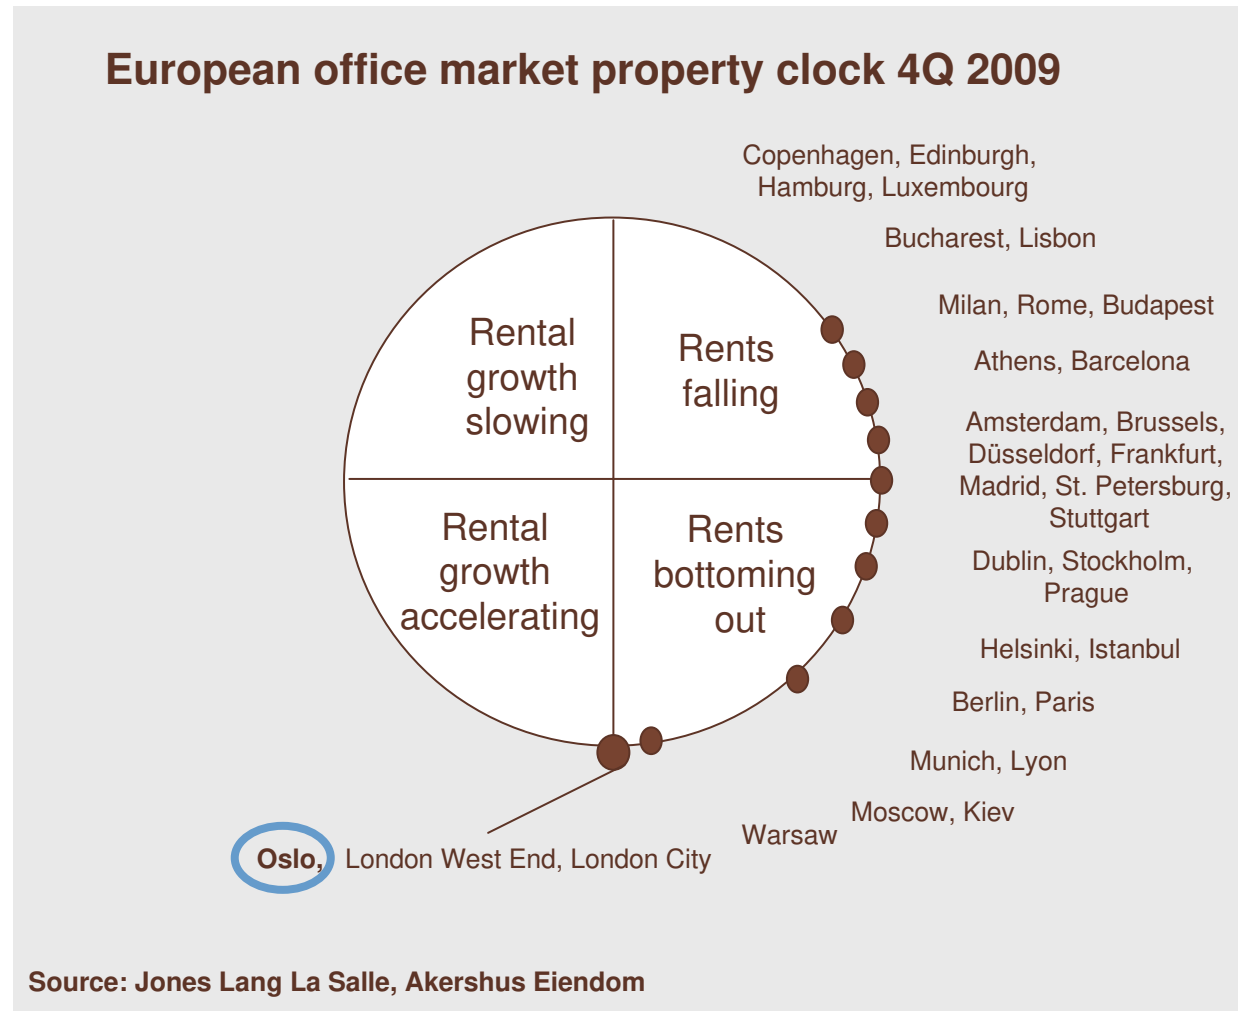 European office market property clock 4Q 2009
Copenhagen, Edinburgh,
Hamburg, Luxembourg
Bucharest, Lisbon
Milan, Rome, Budapest
Athens, Barcelona
Amsterdam, Brussels,
Düsseldorf, Frankfurt,
Madrid, St. Petersburg,
Stuttgart
Dublin, Stockholm,
Prague
Helsinki, Istanbul
Berlin, Paris
Munich, Lyon
Moscow, Kiev
Warsaw
Oslo, London West End, London City
Rental
growth
slowing
Rents
falling
Rental
growth
accelerating
Rents
bottoming
out
Source: Jones Lang La Salle, Akershus Eiendom